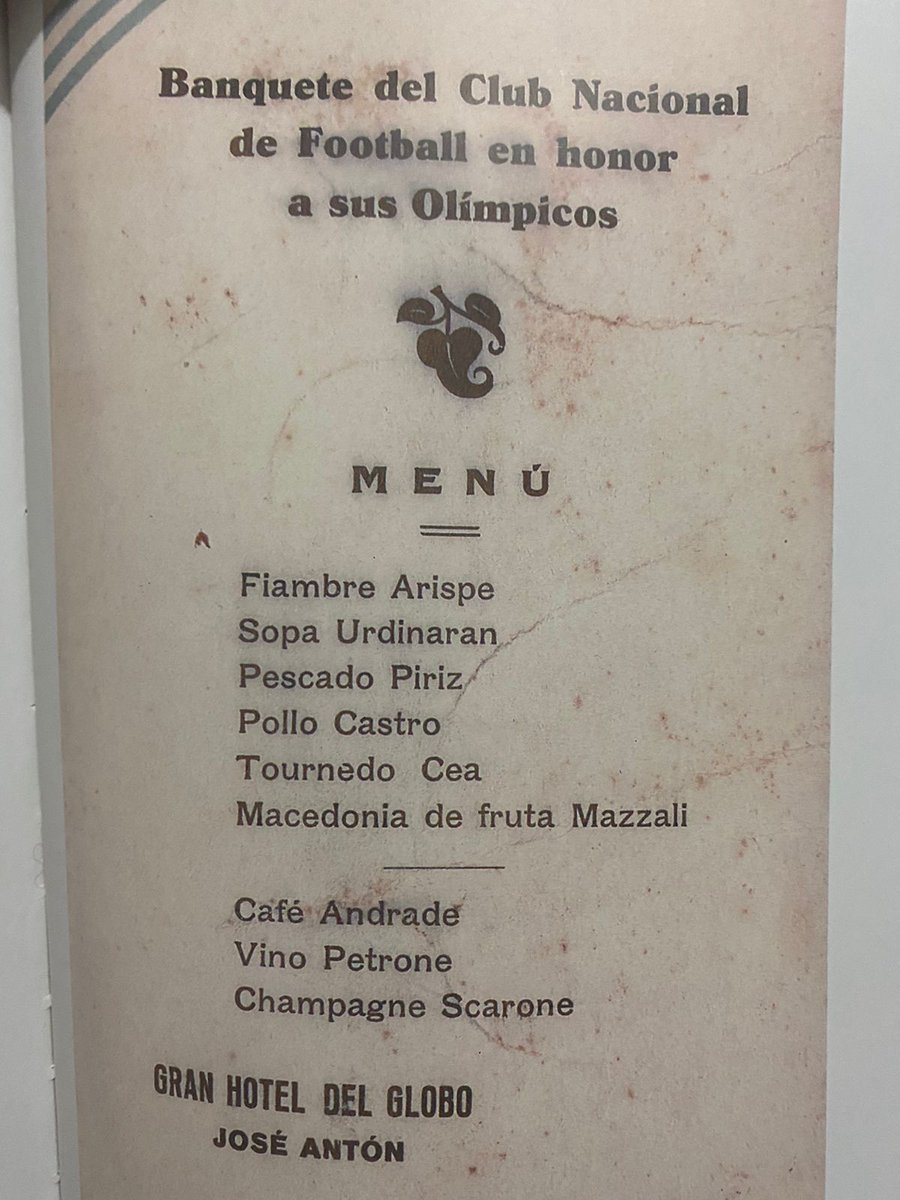 Banquete del Club Nacional
de Football en honor
a sus Olímpicos
MENÚ
Fiambre Arispe
Sopa Urdinaran
Pescado Piriz
Pollo Castro
Tournedo Cea
Macedonia de fruta Mazzali
Café Andrade
Vino Petrone
Champagne Scarone
GRAN HOTEL DEL GLOBO
JOSÉ ANTÓN